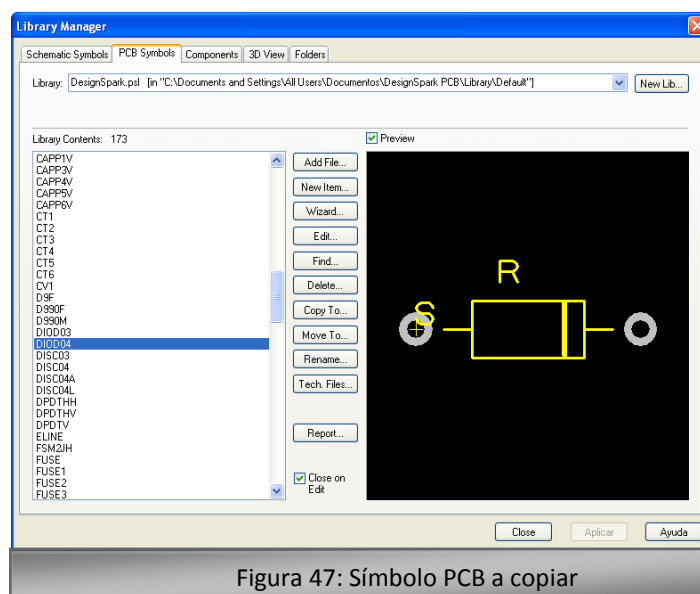 Library Manager
Schematic Symbols PCB Symbols Components 3D View Folders
Library: DesignSpark.psl [in "C:\Documents and Settings\All Users\Documentos\DesignSpark PCB\Library\Default"] New Lib...
Library Contents: 173
Preview
CAPP1V
CAPP3V
CAPP4V
CAPP5V
CAPP6V
CT1
CT2
CT3
CT4
CT5
CT6
CV1
D9F
D990F
D990M
DIOD03
DIOD04
DISC03
DISC04
DISC04A
DISC04L
DPDTHH
DPDTHV
DPDTV
ELINE
FSM2JH
FUSE
FUSE1
FUSE2
FUSE3
Add File...
New Item...
Wizard...
Edit...
Find...
Delete...
Copy To...
Move To...
Rename...
Tech. Files...
Report...
Close on
Edit
R
S
Close Aplicar Ayuda
Figura 47: Símbolo PCB a copiar